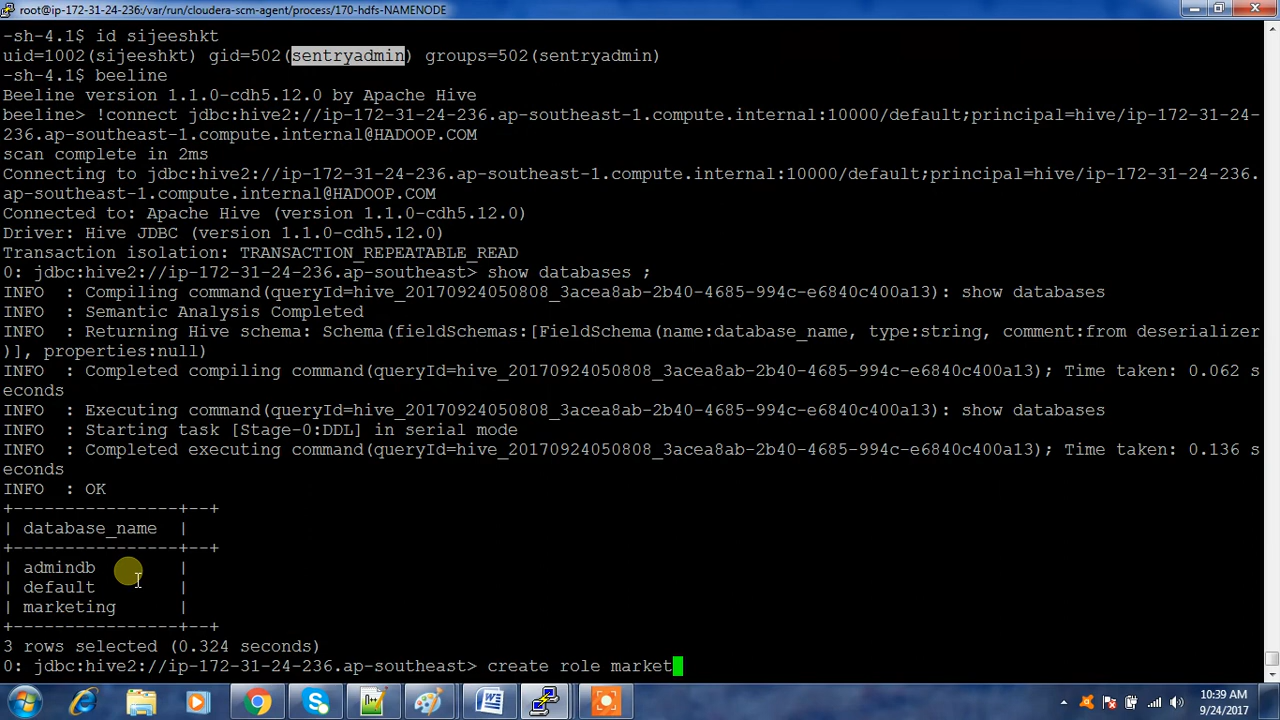 root@ip-172-31-24-236:/var/run/cloudera-scm-agent/process/170-hdfs-NAMENODE
-sh-4.1$ id sijeeshkt
uid=1002(sijeeshkt) gid=502(sentryadmin) groups=502(sentryadmin)
-sh-4.1$ beeline
Beeline version 1.1.0-cdh5.12.0 by Apache Hive
beeline> !connect jdbc:hive2://ip-172-31-24-236.ap-southeast-1.compute.internal:10000/default;principal=hive/ip-172-31-24-
236.ap-southeast-1.compute.internal@HADOOP.COM
scan complete in 2ms
Connecting to jdbc:hive2://ip-172-31-24-236.ap-southeast-1.compute.internal:10000/default;principal=hive/ip-172-31-24-236.
ap-southeast-1.compute.internal@HADOOP.COM
Connected to: Apache Hive (version 1.1.0-cdh5.12.0)
Driver: Hive JDBC (version 1.1.0-cdh5.12.0)
Transaction isolation: TRANSACTION_REPEATABLE_READ
0: jdbc:hive2://ip-172-31-24-236.ap-southeast> show databases ;
INFO  : Compiling command(queryId=hive_20170924050808_3acea8ab-2b40-4685-994c-e6840c400a13): show databases
INFO  : Semantic Analysis Completed
INFO  : Returning Hive schema: Schema(fieldSchemas:[FieldSchema(name:database_name, type:string, comment:from deserializer
)], properties:null)
INFO  : Completed compiling command(queryId=hive_20170924050808_3acea8ab-2b40-4685-994c-e6840c400a13); Time taken: 0.062 s
econds
INFO  : Executing command(queryId=hive_20170924050808_3acea8ab-2b40-4685-994c-e6840c400a13): show databases
INFO  : Starting task [Stage-0:DDL] in serial mode
INFO  : Completed executing command(queryId=hive_20170924050808_3acea8ab-2b40-4685-994c-e6840c400a13); Time taken: 0.136 s
econds
INFO  : OK
+----------------+--+
| database_name  |
+----------------+--+
| admindb        |
| default        |
| marketing      |
+----------------+--+
3 rows selected (0.324 seconds)
0: jdbc:hive2://ip-172-31-24-236.ap-southeast> create role market
10:39 AM
9/24/2017